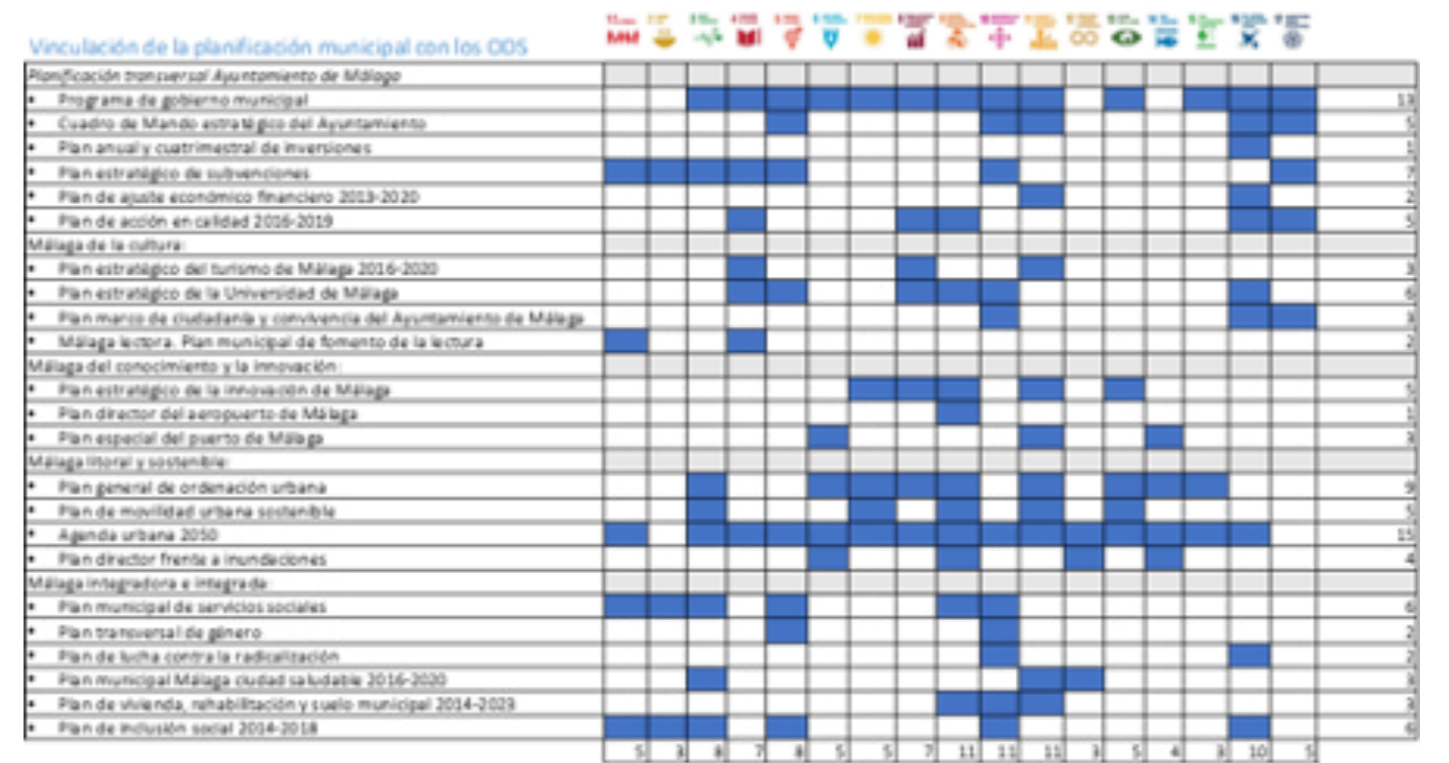 Vinculación de la planificación municipal con los ODS
Planificación transversal Ayuntamiento de Málaga
• Programa de gobierno municipal 13
• Cuadro de Mando estratégico del Ayuntamiento 5
• Plan anual y cuatrimestral de inversiones 1
• Plan estratégico de subvenciones 7
• Plan de ajuste económico financiero 2013-2020 2
• Plan de acción en calidad 2016-2019 5
Málaga de la cultura:
• Plan estratégico del turismo de Málaga 2016-2020 3
• Plan estratégico de la Universidad de Málaga 6
• Plan marco de ciudadanía y convivencia del Ayuntamiento de Málaga 3
• Málaga lectora. Plan municipal de fomento de la lectura 2
Málaga del conocimiento y la innovación:
• Plan estratégico de la innovación de Málaga 5
• Plan director del aeropuerto de Málaga 1
• Plan especial del puerto de Málaga 3
Málaga litoral y sostenible:
• Plan general de ordenación urbana 9
• Plan de movilidad urbana sostenible 5
• Agenda urbana 2050 15
• Plan director frente a inundaciones 4
Málaga integradora e integrada:
• Plan municipal de servicios sociales 6
• Plan transversal de género 2
• Plan de lucha contra la radicalización 2
• Plan municipal Málaga ciudad saludable 2016-2020 3
• Plan de vivienda, rehabilitación y suelo municipal 2014-2023 3
• Plan de inclusión social 2014-2018 6
5 3 8 7 8 5 5 7 11 11 11 3 5 4 3 10 5